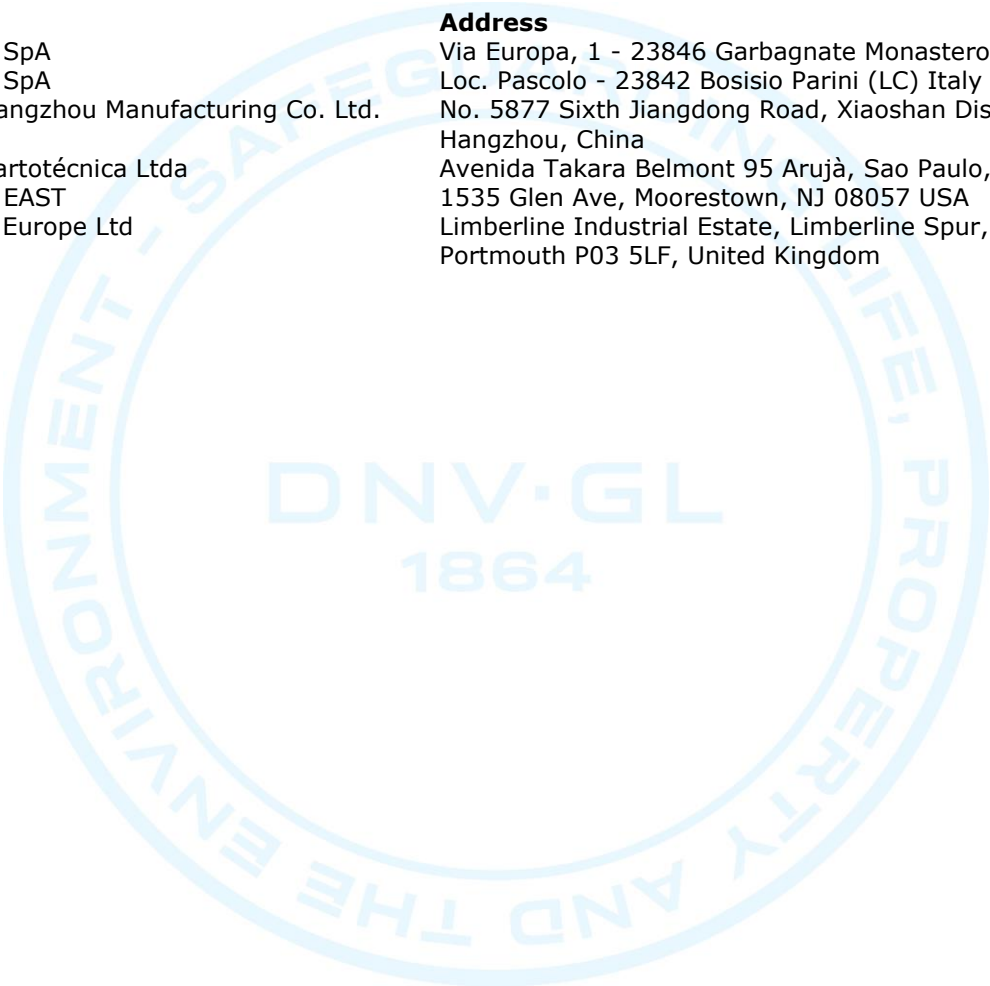 Address
SpA Via Europa, 1 - 23846 Garbagnate Monastero
SpA Loc. Pascolo - 23842 Bosisio Parini (LC) Italy
angzhou Manufacturing Co. Ltd. No. 5877 Sixth Jiangdong Road, Xiaoshan Dis
Hangzhou, China
artotécnica Ltda Avenida Takara Belmont 95 Arujà, Sao Paulo,
EAST 1535 Glen Ave, Moorestown, NJ 08057 USA
Europe Ltd Limberline Industrial Estate, Limberline Spur,
Portmouth P03 5LF, United Kingdom
SAFEGUARDING LIFE, PROPERTY AND THE ENVIRONMENT -
DNV·GL
1864